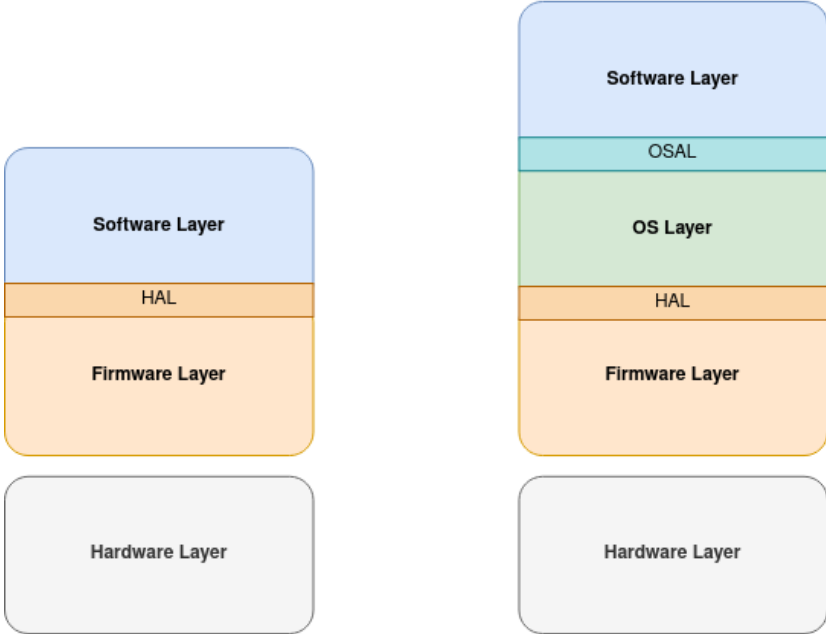 Software Layer
HAL
Firmware Layer
Hardware Layer
Software Layer
OSAL
OS Layer
HAL
Firmware Layer
Hardware Layer